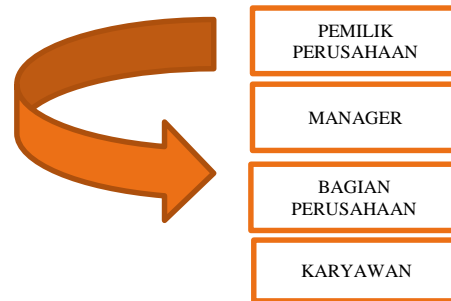 PEMILIK
PERUSAHAAN
MANAGER
BAGIAN
PERUSAHAAN
KARYAWAN